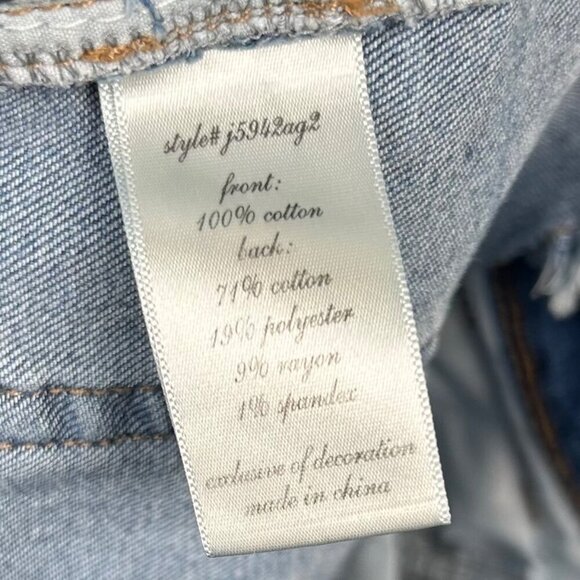 style# j5942ag2
front:
100% cotton
back:
71% cotton
19% polyester
9% rayon
1% spandex
exclusive of decoration
made in china